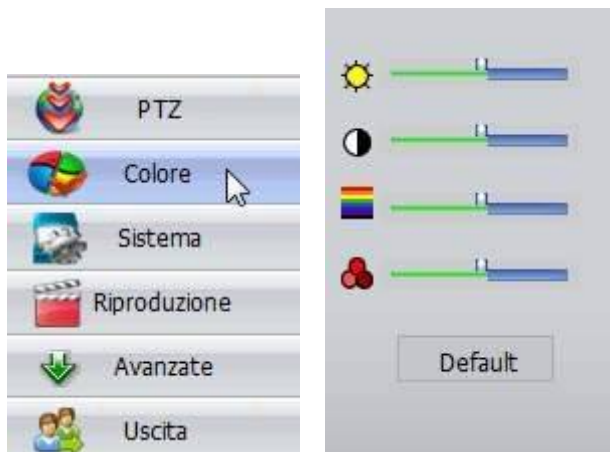 PTZ
Colore
Sistema
Riproduzione
Avanzate
Uscita
Default